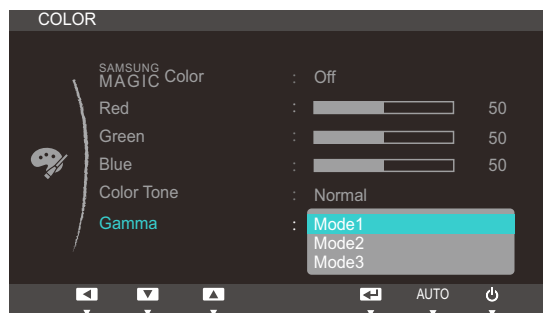 COLOR
SAMSUNG
MAGIC Color : Off
Red : 50
Green : 50
Blue : 50
Color Tone : Normal
Gamma : Mode1
Mode2
Mode3
AUTO